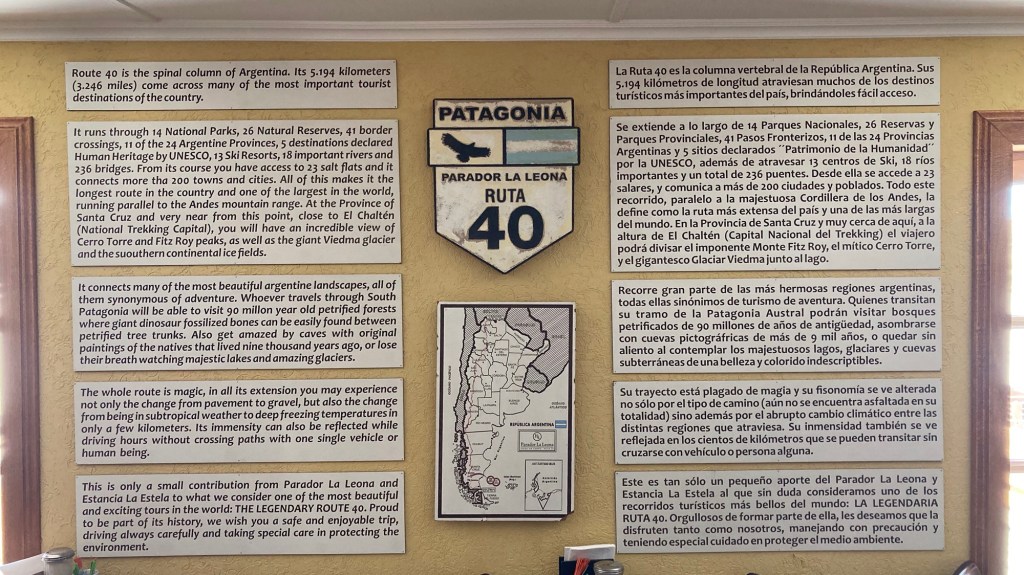 Route 40 is the spinal column of Argentina. Its 5.194 kilometers
(3.246 miles) come across many of the most important tourist
destinations of the country.
It runs through 14 National Parks, 26 Natural Reserves, 41 border
crossings, 11 of the 24 Argentine Provinces, 5 destinations declared
Human Heritage by UNESCO, 13 Ski Resorts, 18 important rivers and
236 bridges. From its course you have access to 23 salt flats and it
connects more tha 200 towns and cities. All of this makes it the
longest route in the country and one of the largest in the world,
running parallel to the Andes mountain range. At the Province of
Santa Cruz and very near from this point, close to El Chaltén
(National Trekking Capital), you will have an incredible view of
Cerro Torre and Fitz Roy peaks, as well as the giant Viedma glacier
and the suouthern continental ice fields.
It connects many of the most beautiful argentine landscapes, all of
them synonymous of adventure. Whoever travels through South
Patagonia will be able to visit 90 millon year old petrified forests
where giant dinosaur fossilized bones can be easily found between
petrified tree trunks. Also get amazed by caves with original
paintings of the natives that lived nine thousand years ago, or lose
their breath watching majestic lakes and amazing glaciers.
The whole route is magic, in all its extension you may experience
not only the change from pavement to gravel, but also the change
from being in subtropical weather to deep freezing temperatures in
only a few kilometers. Its immensity can also be reflected while
driving hours without crossing paths with one single vehicle or
human being.
This is only a small contribution from Parador La Leona and
Estancia La Estela to what we consider one of the most beautiful
and exciting tours in the world: THE LEGENDARY ROUTE 40. Proud
to be part of its history, we wish you a safe and enjoyable trip,
driving always carefully and taking special care in protecting the
environment.
PATAGONIA
PARADOR LA LEONA
RUTA
40
REPÚBLICA ARGENTINA
Parador La Leona
La Ruta 40 es la columna vertebral de la República Argentina. Sus
5.194 kilómetros de longitud atraviesan muchos de los destinos
turísticos más importantes del país, brindándoles fácil acceso.
Se extiende a lo largo de 14 Parques Nacionales, 26 Reservas y
Parques Provinciales, 41 Pasos Fronterizos, 11 de las 24 Provincias
Argentinas y 5 sitios declarados ´´Patrimonio de la Humanidad´´
por la UNESCO, además de atravesar 13 centros de Ski, 18 ríos
importantes y un total de 236 puentes. Desde ella se accede a 23
salares, y comunica a más de 200 ciudades y poblados. Todo este
recorrido, paralelo a la majestuosa Cordillera de los Andes, la
define como la ruta más extensa del país y una de las más largas
del mundo. En la Provincia de Santa Cruz y muy cerca de aquí, a la
altura de El Chaltén (Capital Nacional del Trekking) el viajero
podrá divisar el imponente Monte Fitz Roy, el mítico Cerro Torre,
y el gigantesco Glaciar Viedma junto al lago.
Recorre gran parte de las más hermosas regiones argentinas,
todas ellas sinónimos de turismo de aventura. Quienes transitan
su tramo de la Patagonia Austral podrán visitar bosques
petrificados de 90 millones de años de antigüedad, asombrarse
con cuevas pictográficas de más de 9 mil años, o quedar sin
aliento al contemplar los majestuosos lagos, glaciares y cuevas
subterráneas de una belleza y colorido indescriptibles.
Su trayecto está plagado de magia y su fisonomía se ve alterada
no sólo por el tipo de camino (aún no se encuentra asfaltada en su
totalidad) sino además por el abrupto cambio climático entre las
distintas regiones que atraviesa. Su inmensidad también se ve
reflejada en los cientos de kilómetros que se pueden transitar sin
cruzarse con vehículo o persona alguna.
Este es tan sólo un pequeño aporte del Parador La Leona y
Estancia La Estela al que sin duda consideramos uno de los
recorridos turísticos más bellos del mundo: LA LEGENDARIA
RUTA 40. Orgullosos de formar parte de ella, les deseamos que la
disfruten tanto como nosotros, manejando con precaución y
teniendo especial cuidado en proteger el medio ambiente.